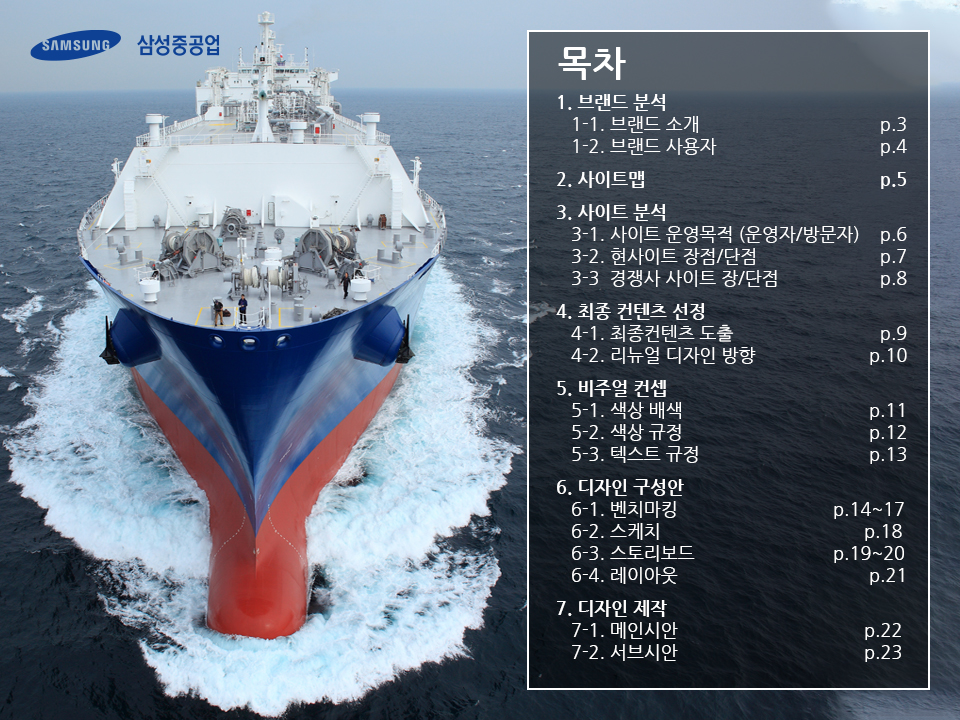 SAMSUNG 삼성중공업
목차
1. 브랜드 분석
1-1. 브랜드 소개 p.3
1-2. 브랜드 사용자 p.4
2. 사이트맵 p.5
3. 사이트 분석
3-1. 사이트 운영목적 (운영자/방문자) p.6
3-2. 현사이트 장점/단점 p.7
3-3 경쟁사 사이트 장/단점 p.8
4. 최종 컨텐츠 선정
4-1. 최종컨텐츠 도출 p.9
4-2. 리뉴얼 디자인 방향 p.10
5. 비주얼 컨셉
5-1. 색상 배색 p.11
5-2. 색상 규정 p.12
5-3. 텍스트 규정 p.13
6. 디자인 구성안
6-1. 벤치마킹 p.14~17
6-2. 스케치 p.18
6-3. 스토리보드 p.19~20
6-4. 레이아웃 p.21
7. 디자인 제작
7-1. 메인시안 p.22
7-2. 서브시안 p.23